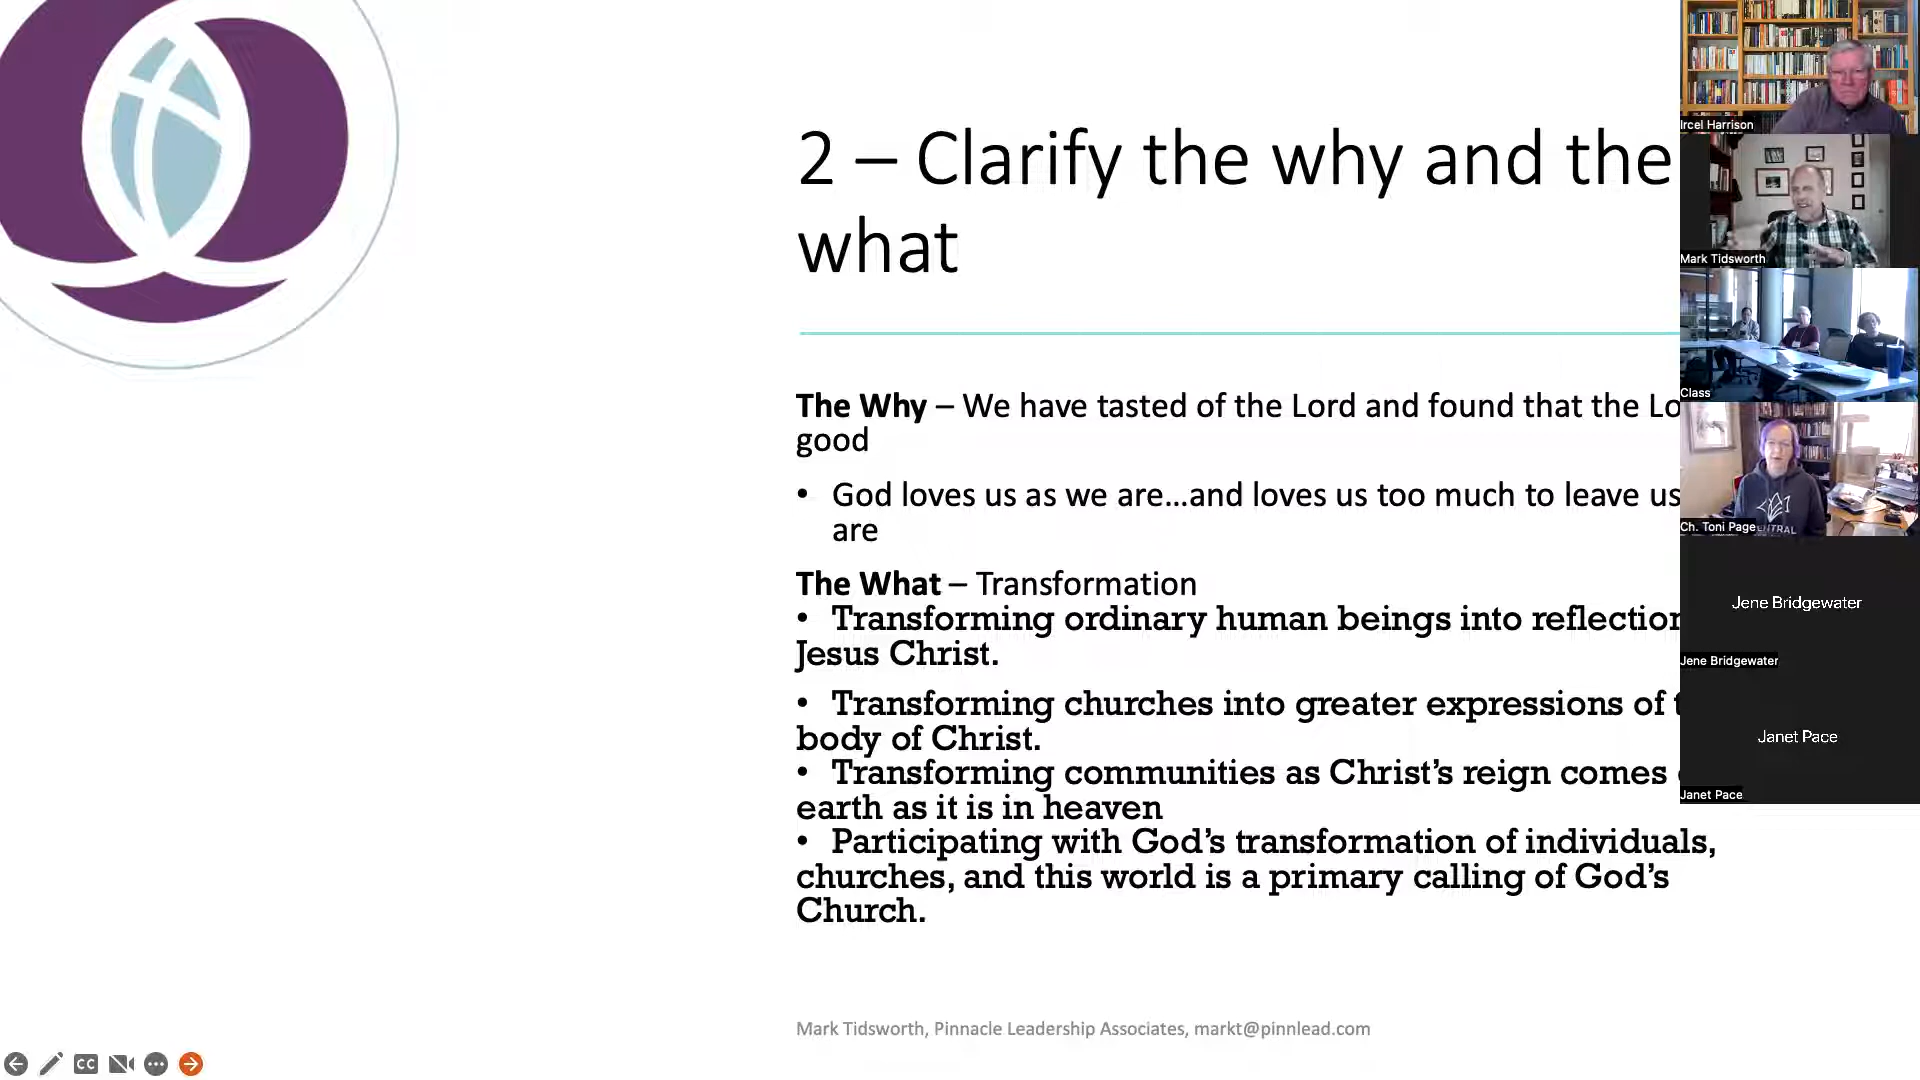 2 – Clarify the why and the
what
The Why – We have tasted of the Lord and found that the Lo
good
• God loves us as we are...and loves us too much to leave us
are
The What – Transformation
• Transforming ordinary human beings into reflection
Jesus Christ.
• Transforming churches into greater expressions of t
body of Christ.
• Transforming communities as Christ’s reign comes
earth as it is in heaven
• Participating with God’s transformation of individuals,
churches, and this world is a primary calling of God’s
Church.
Mark Tidsworth, Pinnacle Leadership Associates, markt@pinnlead.com
CC
Ircel Harrison
Mark Tidsworth
Class
Ch. Toni Page
ENTRAL
Jene Bridgewater
Jene Bridgewater
Janet Pace
Janet Pace